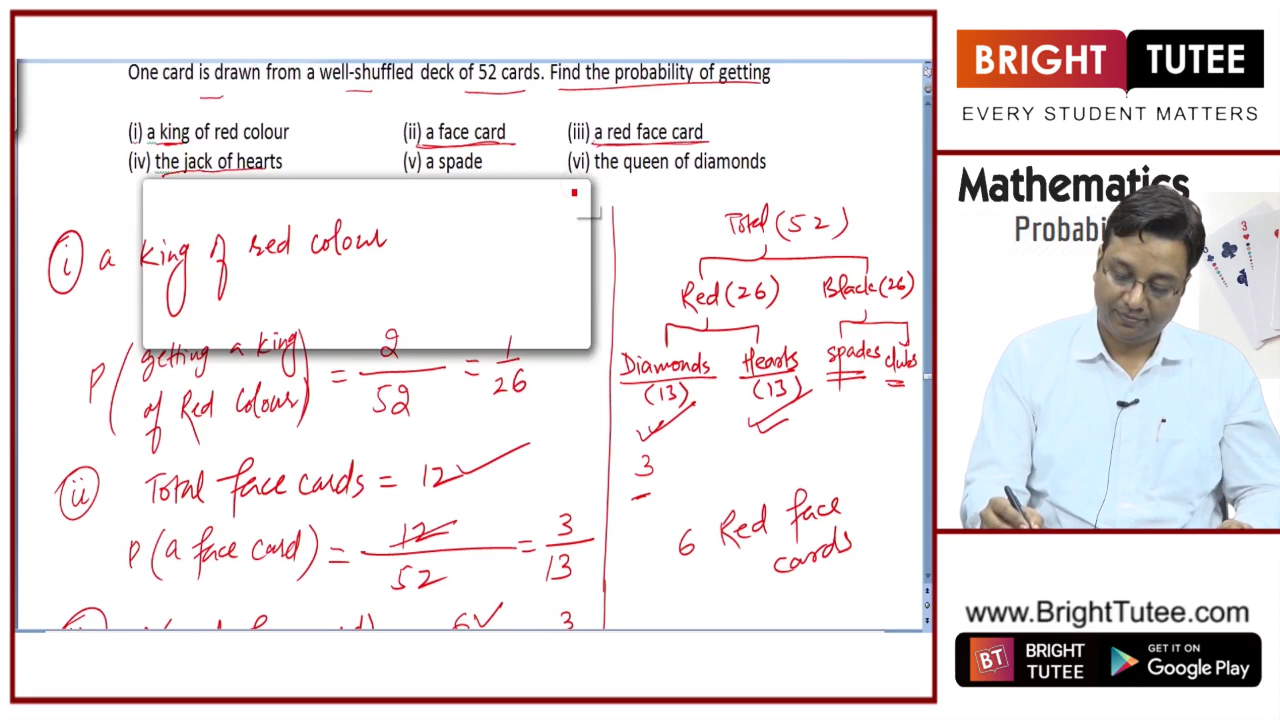 One card is drawn from a well-shuffled deck of 52 cards. Find the probability of getting
(i) a king of red colour (ii) a face card (iii) a red face card
(iv) the jack of hearts (v) a spade (vi) the queen of diamonds
(i) a king of red colour
P(getting a king of Red Colour) = 2/52 = 1/26
(ii) Total face cards = 12
P(a face card) = 12/52 = 3/13
6 3
Total (52)
Red (26) Black (26)
Diamonds (13) Hearts (13) spades clubs
3
6 Red face
cards
BRIGHT TUTEE
EVERY STUDENT MATTERS
Mathematics
www.BrightTutee.com
BT BRIGHT TUTEE
GET IT ON Google Play